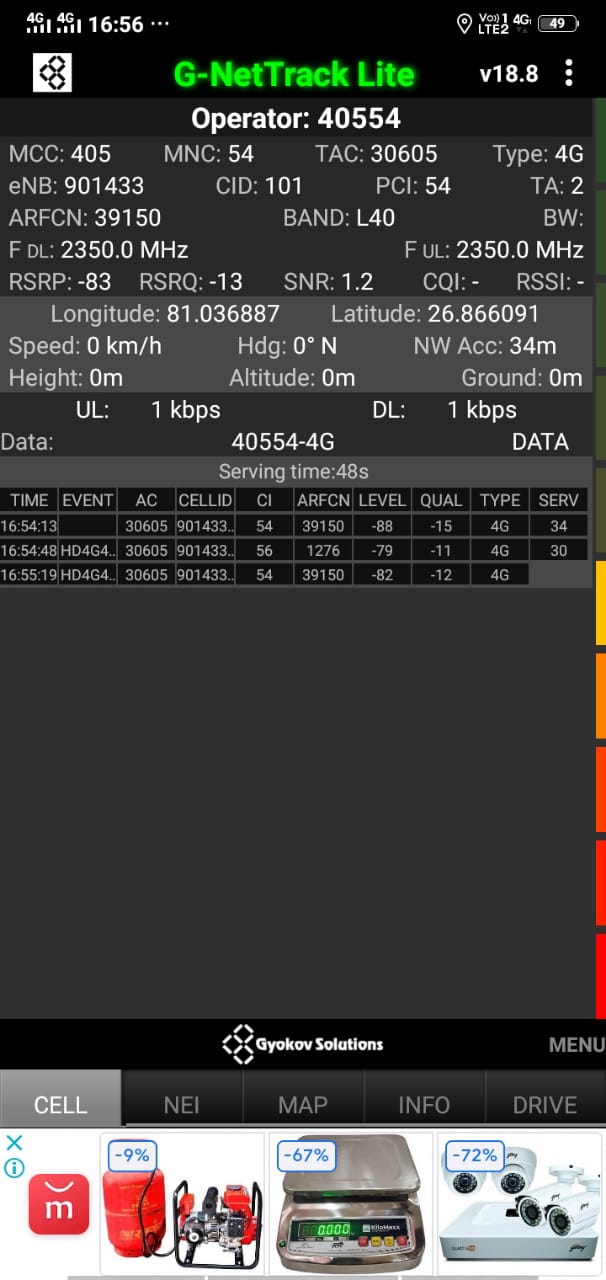 4G 4G 16:56 ··· Vo)) 1 LTE2 4G 49
G-NetTrack Lite v18.8
Operator: 40554
MCC: 405 MNC: 54 TAC: 30605 Type: 4G
eNB: 901433 CID: 101 PCI: 54 TA: 2
ARFCN: 39150 BAND: L40 BW:
F DL: 2350.0 MHz F UL: 2350.0 MHz
RSRP: -83 RSRQ: -13 SNR: 1.2 CQI: - RSSI: -
Longitude: 81.036887 Latitude: 26.866091
Speed: 0 km/h Hdg: 0° N NW Acc: 34m
Height: 0m Altitude: 0m Ground: 0m
UL: 1 kbps DL: 1 kbps
Data: 40554-4G DATA
Serving time:48s
TIME EVENT AC CELLID CI ARFCN LEVEL QUAL TYPE SERV
16:54:13 30605 901433.. 54 39150 -88 -15 4G 34
16:54:48 HD4G4.. 30605 901433.. 56 1276 -79 -11 4G 30
16:55:19 HD4G4.. 30605 901433.. 54 39150 -82 -12 4G
Gyokov Solutions MENU
CELL NEI MAP INFO DRIVE
-9% -67% -72%
m
0.000
KiloMaxx
Godrej